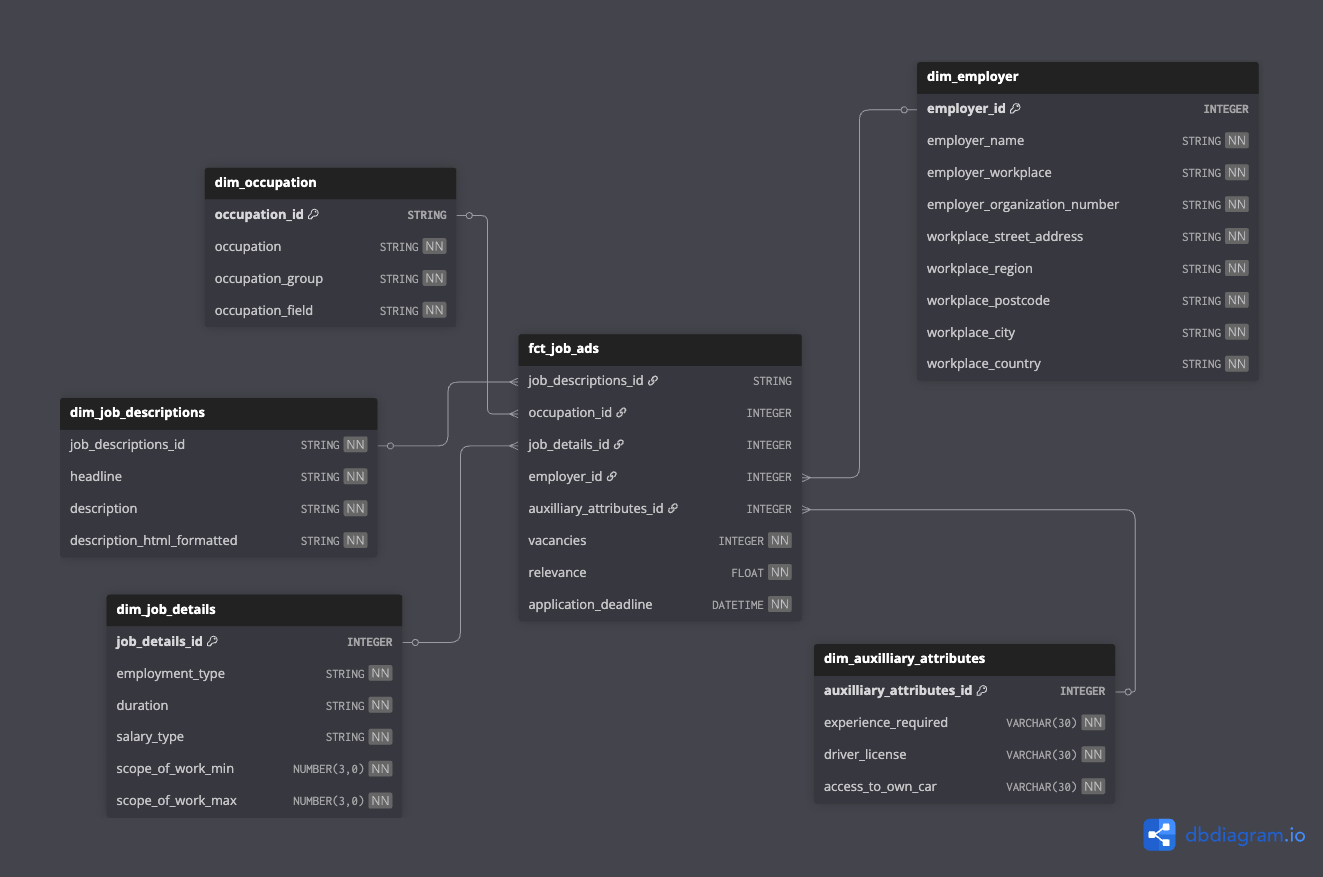 dim_employer
employer_id INTEGER
employer_name STRING NN
employer_workplace STRING NN
employer_organization_number STRING NN
workplace_street_address STRING NN
workplace_region STRING NN
workplace_postcode STRING NN
workplace_city STRING NN
workplace_country STRING NN
dim_occupation
occupation_id STRING
occupation STRING NN
occupation_group STRING NN
occupation_field STRING NN
fct_job_ads
job_descriptions_id STRING
occupation_id INTEGER
job_details_id INTEGER
employer_id INTEGER
auxilliary_attributes_id INTEGER
vacancies INTEGER NN
relevance FLOAT NN
application_deadline DATETIME NN
dim_job_descriptions
job_descriptions_id STRING NN
headline STRING NN
description STRING NN
description_html_formatted STRING NN
dim_job_details
job_details_id INTEGER
employment_type STRING NN
duration STRING NN
salary_type STRING NN
scope_of_work_min NUMBER(3,0) NN
scope_of_work_max NUMBER(3,0) NN
dim_auxilliary_attributes
auxilliary_attributes_id INTEGER
experience_required VARCHAR(30) NN
driver_license VARCHAR(30) NN
access_to_own_car VARCHAR(30) NN
dbdiagram.io